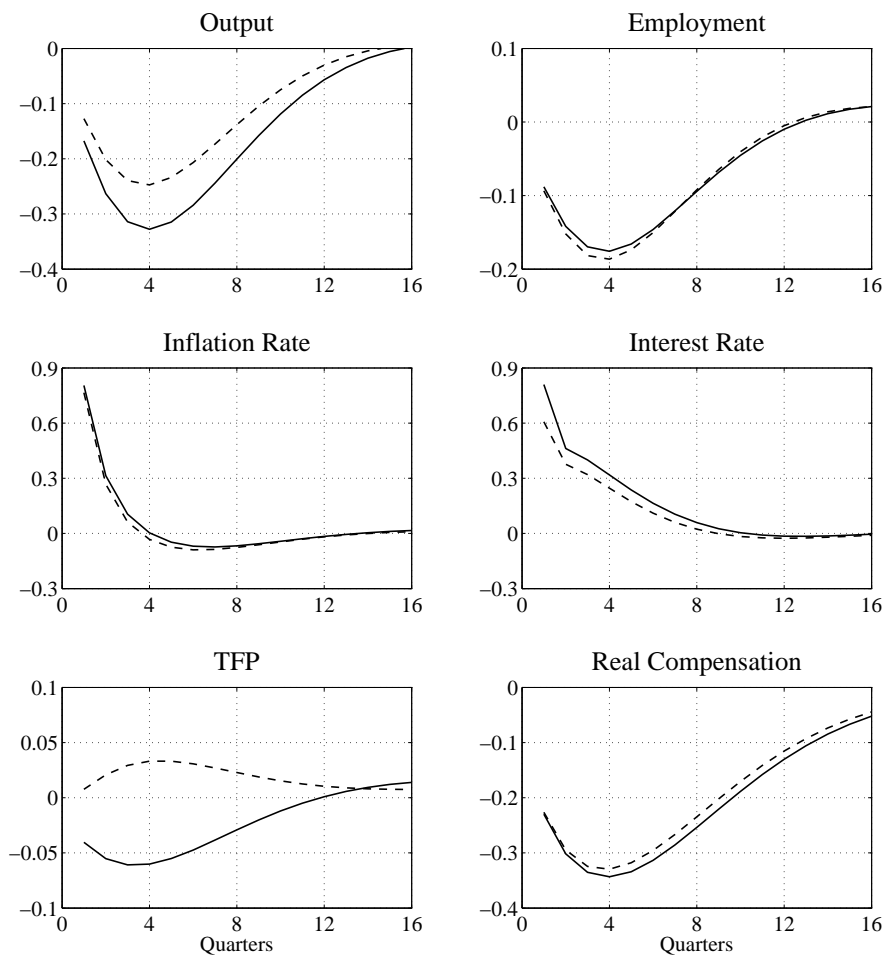 Output
0
−0.1
−0.2
−0.3
−0.4
0 4 8 12 16
Employment
0.1
0
−0.1
−0.2
0 4 8 12 16
Inflation Rate
0.9
0.6
0.3
0
−0.3
0 4 8 12 16
Interest Rate
0.9
0.6
0.3
0
−0.3
0 4 8 12 16
TFP
0.1
0.05
0
−0.05
−0.1
0 4 8 12 16
Quarters
Real Compensation
0
−0.1
−0.2
−0.3
−0.4
0 4 8 12 16
Quarters